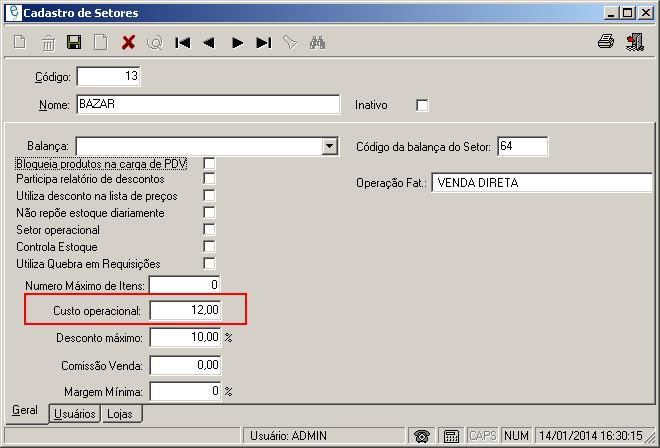 Cadastro de Setores
Código: 13
Nome: BAZAR Inativo
Balança: Código da balança do Setor: 64
Bloqueia produtos na carga de PDV
Participa relatório de descontos
Operação Fat.: VENDA DIRETA
Utiliza desconto na lista de preços
Não repõe estoque diariamente
Setor operacional
Controla Estoque
Utiliza Quebra em Requisições
Numero Máximo de Itens: 0
Custo operacional: 12,00
Desconto máximo: 10,00 %
Comissão Venda: 0,00
Margem Mínima: 0 %
Geral Usuários Lojas
Usuário: ADMIN CAPS NUM 14/01/2014 16:30:15